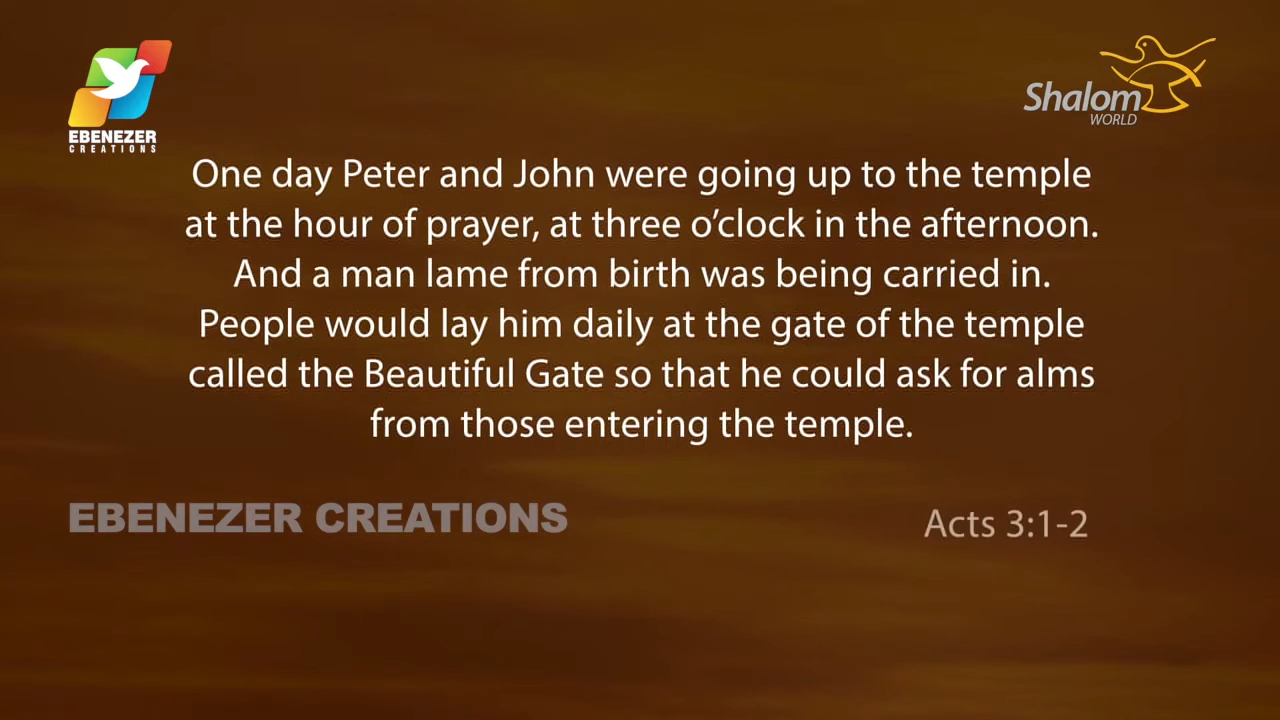 EBENEZER
CREATIONS
Shalom
WORLD
One day Peter and John were going up to the temple
at the hour of prayer, at three o’clock in the afternoon.
And a man lame from birth was being carried in.
People would lay him daily at the gate of the temple
called the Beautiful Gate so that he could ask for alms
from those entering the temple.
EBENEZER CREATIONS
Acts 3:1-2